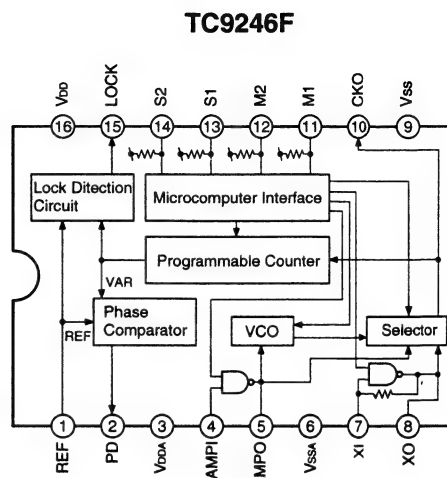 TC9246F
VDD LOCK S2 S1 M2 M1 CKO VSS
16 15 14 13 12 11 10 9
Lock Ditection
Circuit
Microcomputer Interface
Programmable Counter
VAR
Phase
Comparator
REF
VCO
Selector
1 2 3 4 5 6 7 8
REF PD VDDA AMPI MPO VSSA XI XO